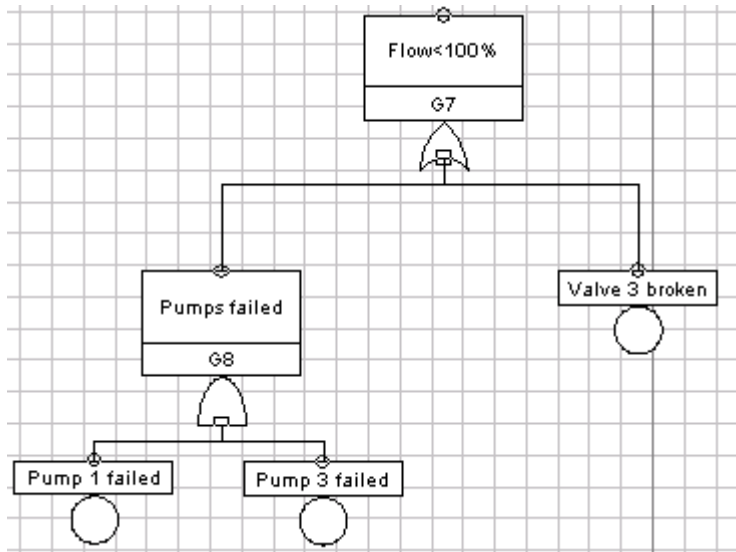 Flow<100%
G7
Pumps failed
Valve 3 broken
G8
Pump 1 failed
Pump 3 failed